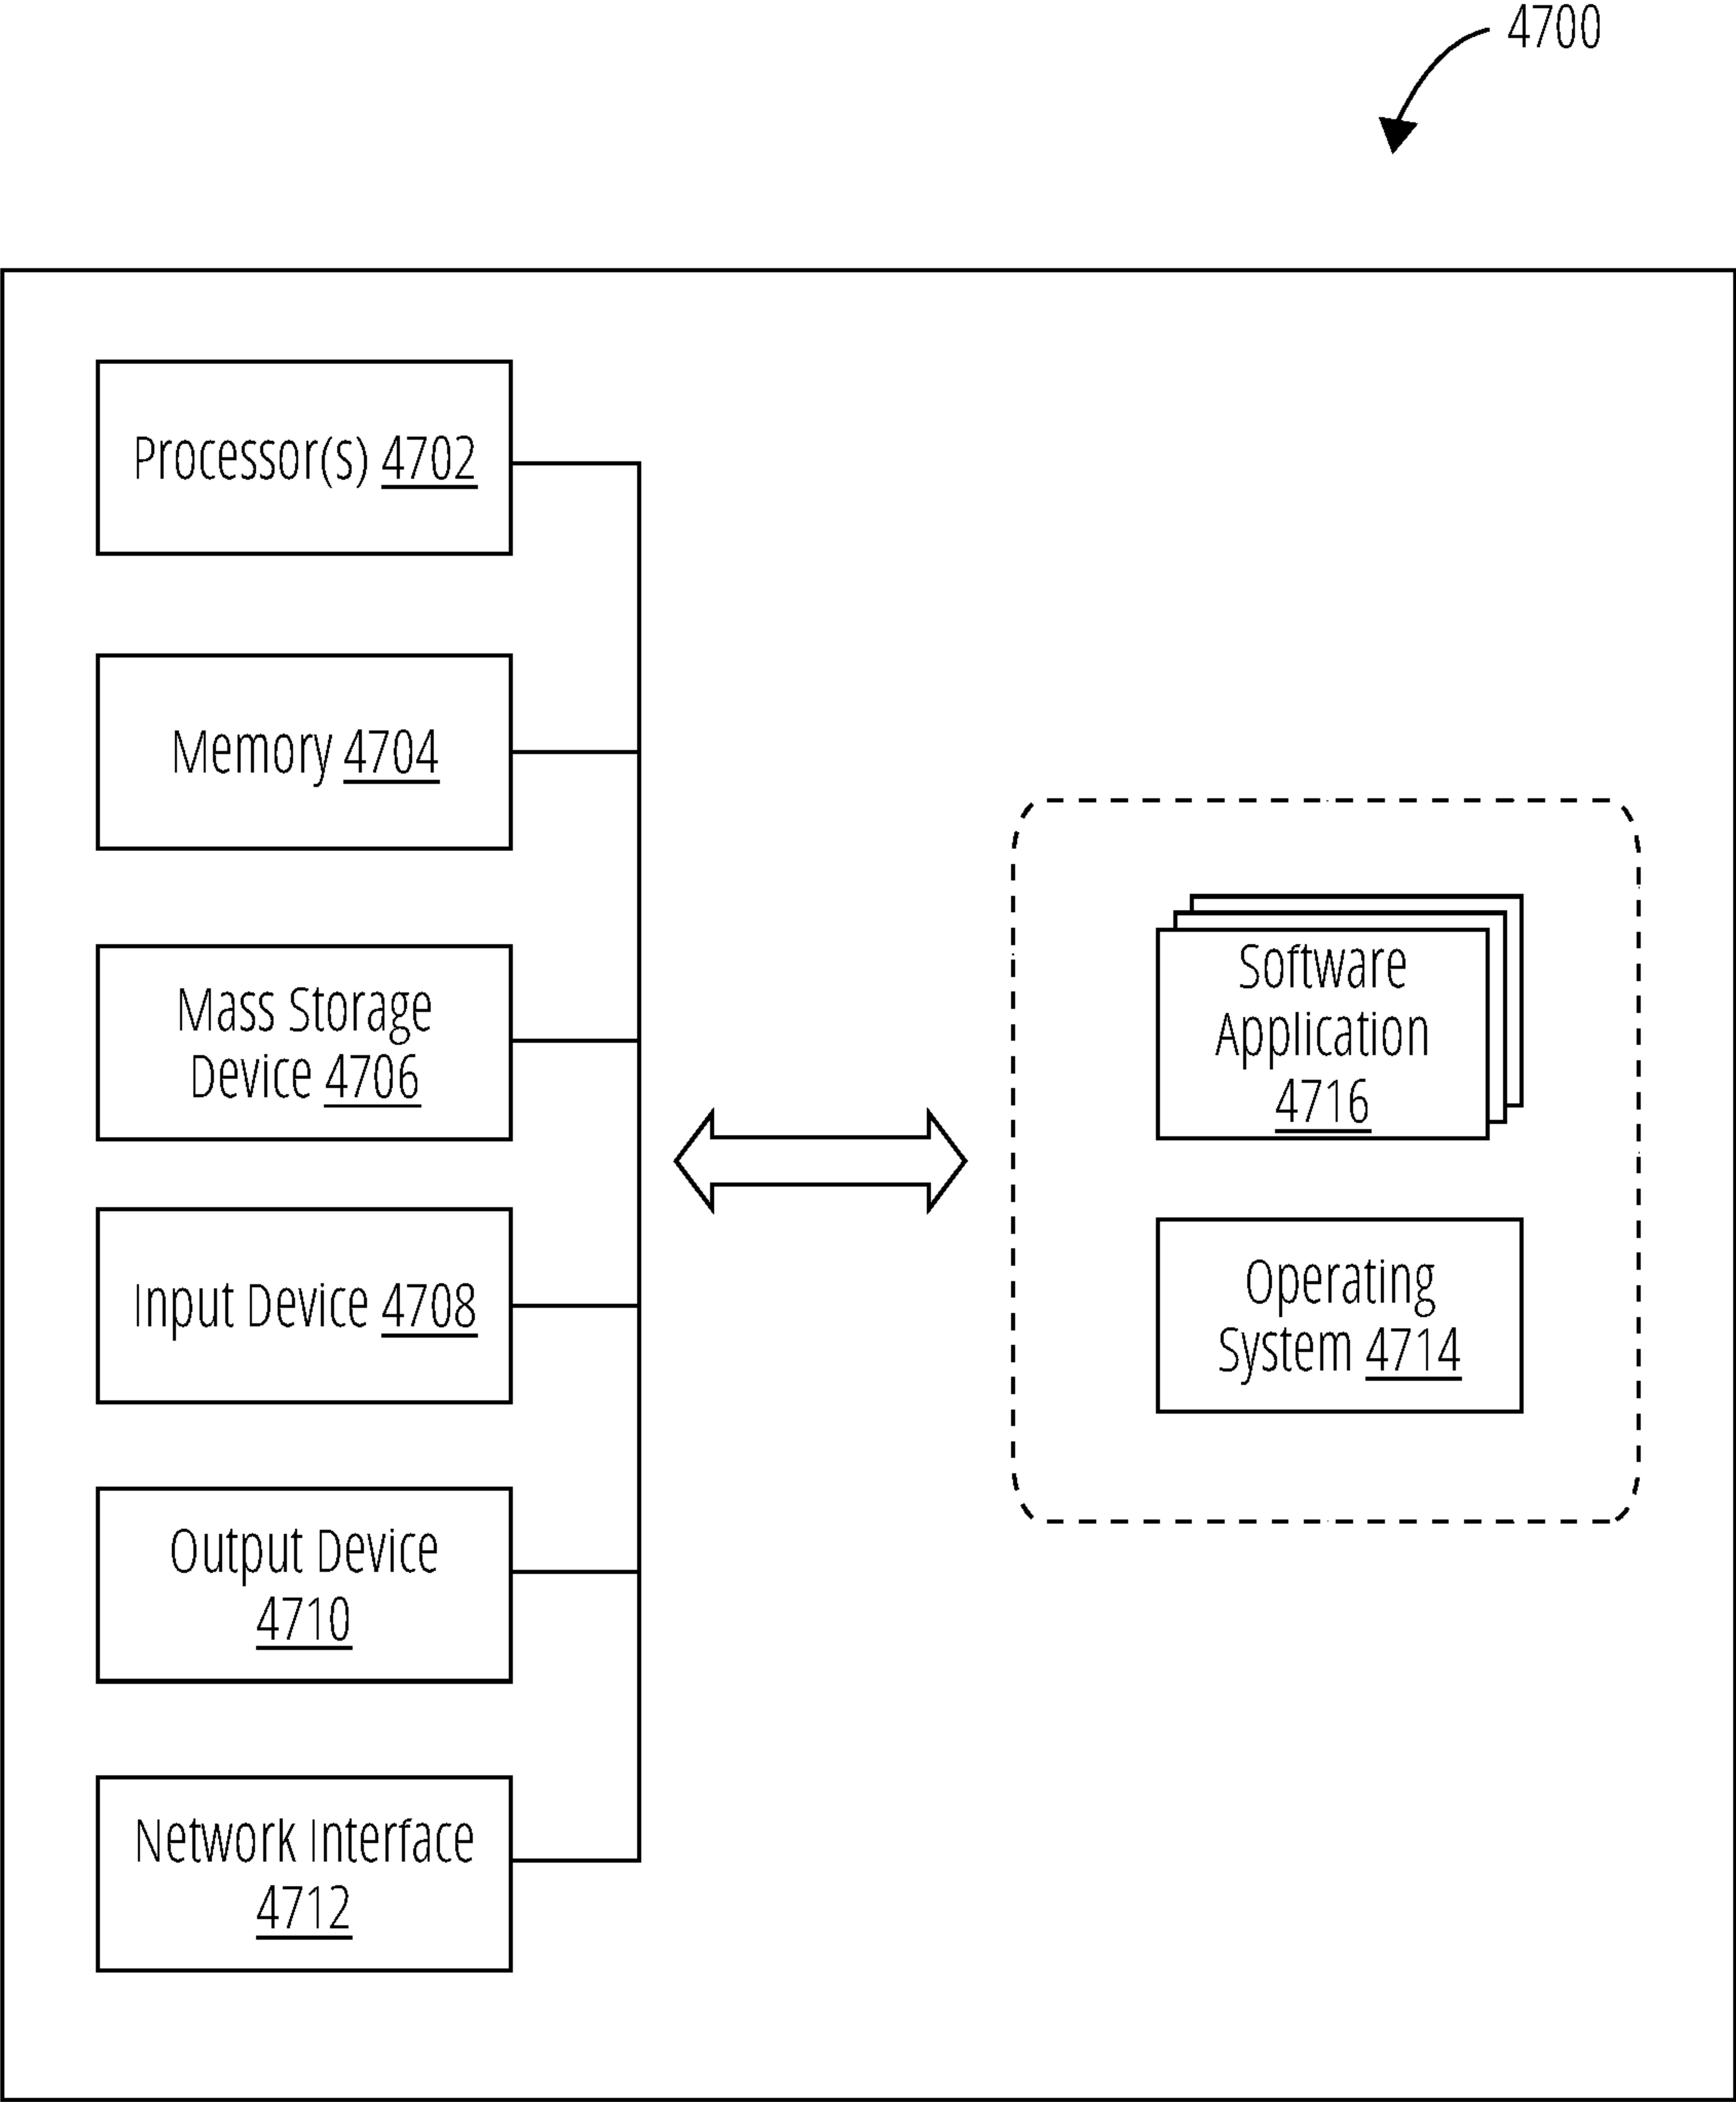 4700
Processor(s) 4702
Memory 4704
Mass Storage
Device 4706
Input Device 4708
Output Device
4710
Network Interface
4712
Software
Application
4716
Operating
System 4714